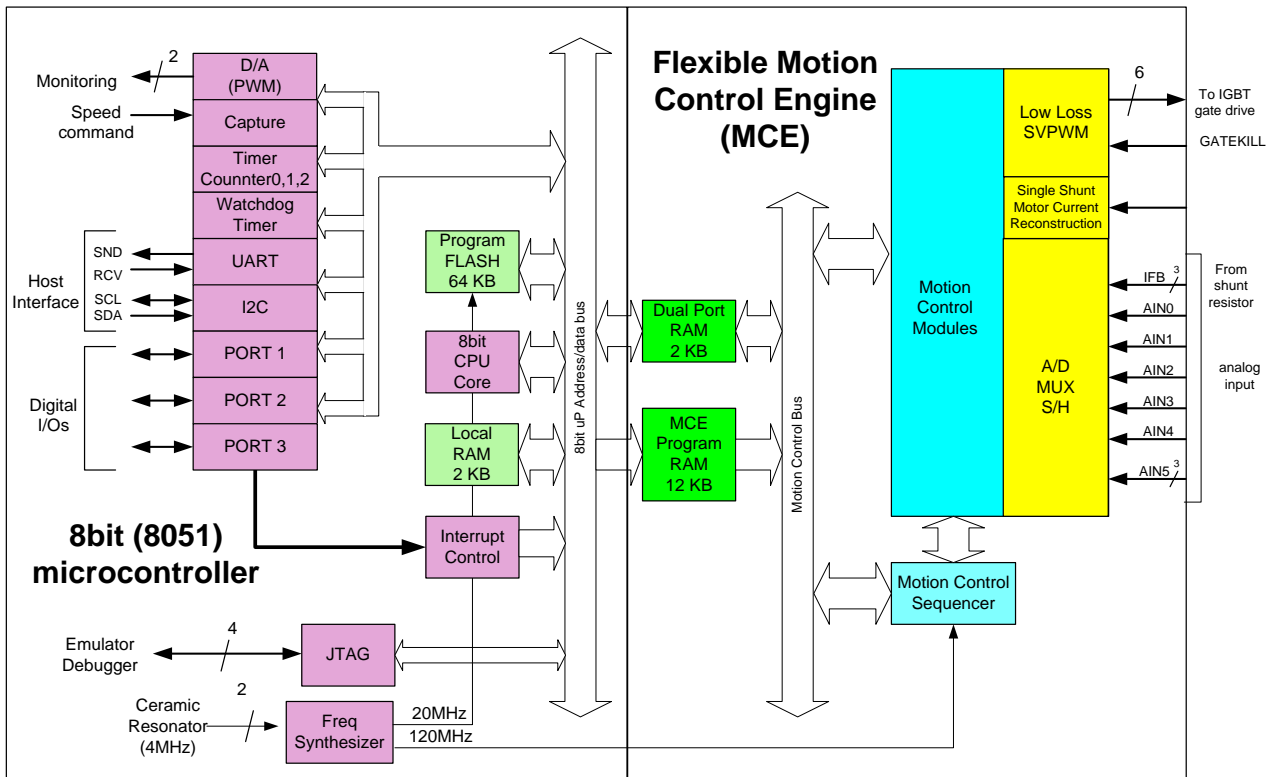 2
Monitoring
Speed
command
D/A
(PWM)
Capture
Timer
Counnter0,1,2
Watchdog
Timer
UART
I2C
PORT 1
PORT 2
PORT 3
SND
RCV
SCL
SDA
Host
Interface
Digital
I/Os
8bit (8051)
microcontroller
Program
FLASH
64 KB
8bit
CPU
Core
Local
RAM
2 KB
Interrupt
Control
4
Emulator
Debugger
JTAG
2
Ceramic
Resonator
(4MHz)
Freq
Synthesizer
20MHz
120MHz
8bit uP Address/data bus
Flexible Motion
Control Engine
(MCE)
Dual Port
RAM
2 KB
MCE
Program
RAM
12 KB
Motion Control Bus
Motion
Control
Modules
Low Loss
SVPWM
Single Shunt
Motor Current
Reconstruction
A/D
MUX
S/H
Motion Control
Sequencer
6
To IGBT
gate drive
GATEKILL
IFB
3
AIN0
AIN1
AIN2
AIN3
AIN4
AIN5
3
From
shunt
resistor
analog
input